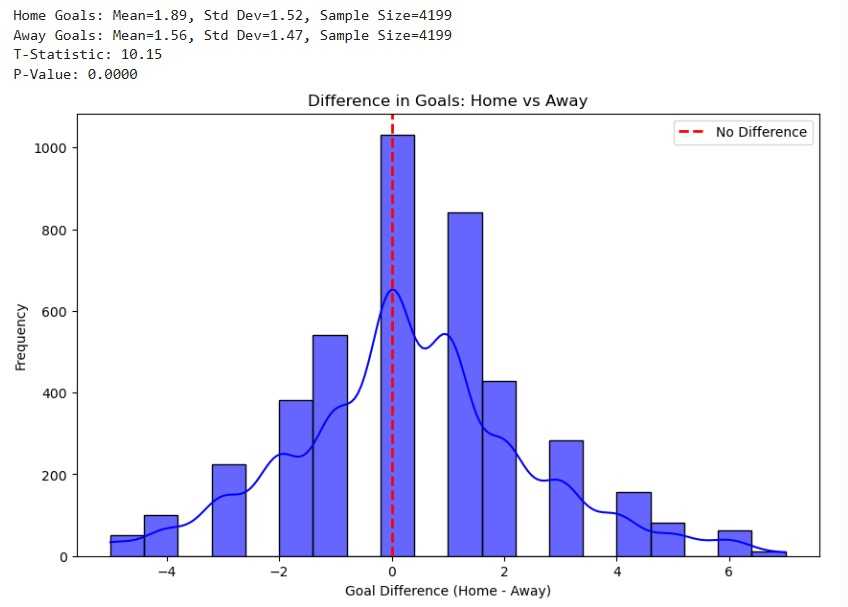 Home Goals: Mean=1.89, Std Dev=1.52, Sample Size=4199
Away Goals: Mean=1.56, Std Dev=1.47, Sample Size=4199
T-Statistic: 10.15
P-Value: 0.0000
Difference in Goals: Home vs Away
No Difference
1000
800
600
400
200
0
Frequency
−4 −2 0 2 4 6
Goal Difference (Home - Away)